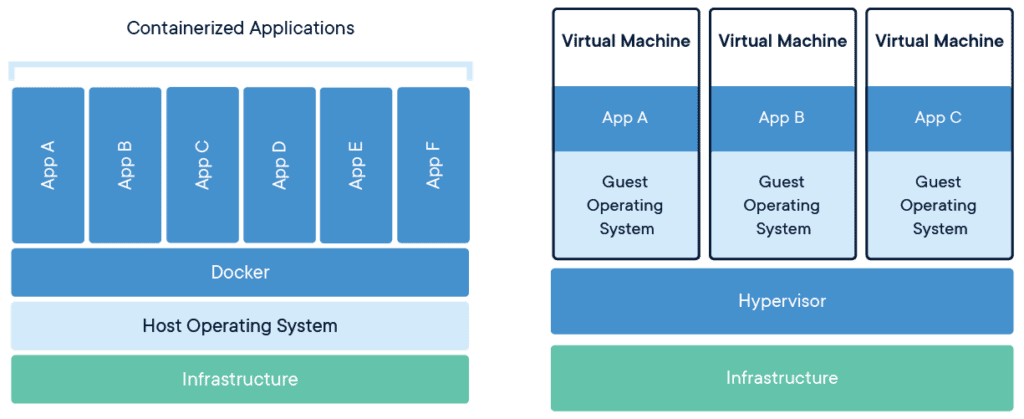 Containerized Applications
App A
App B
App C
App D
App E
App F
Docker
Host Operating System
Infrastructure
Virtual Machine
App A
Guest
Operating
System
Virtual Machine
App B
Guest
Operating
System
Virtual Machine
App C
Guest
Operating
System
Hypervisor
Infrastructure